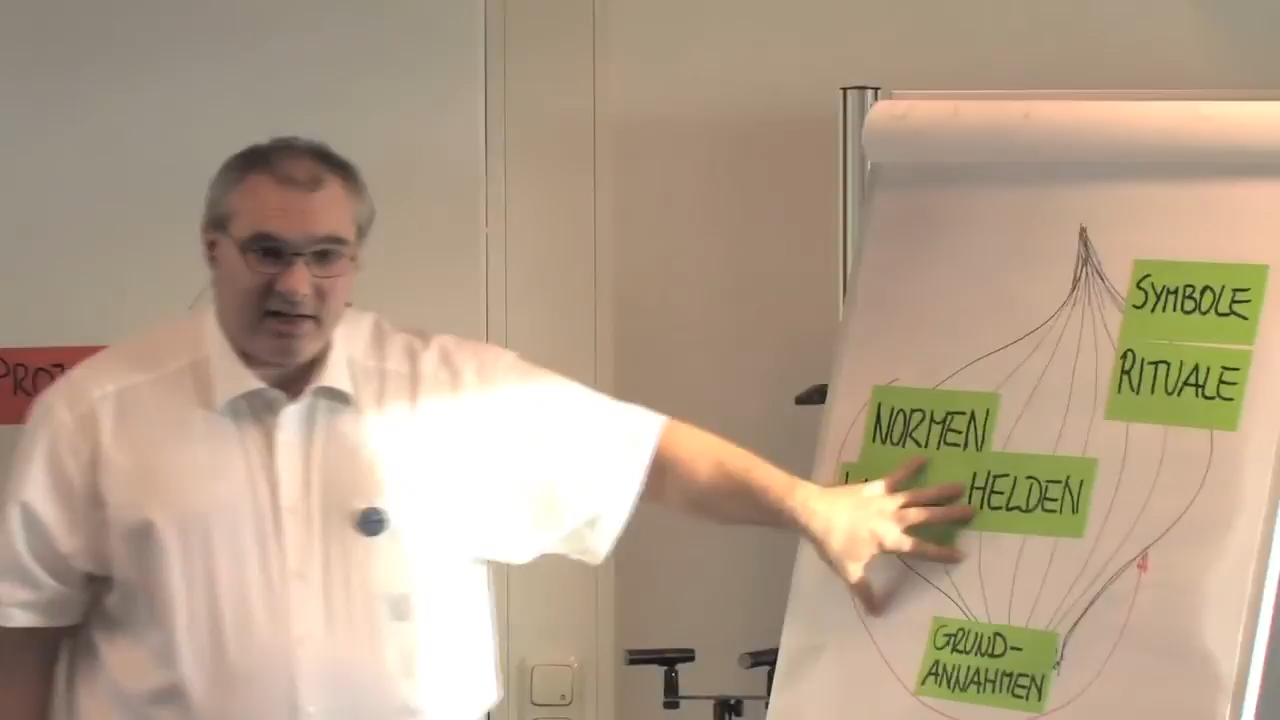 SYMBOLE
RITUALE
NORMEN
HELDEN
GRUND-
ANNAHMEN